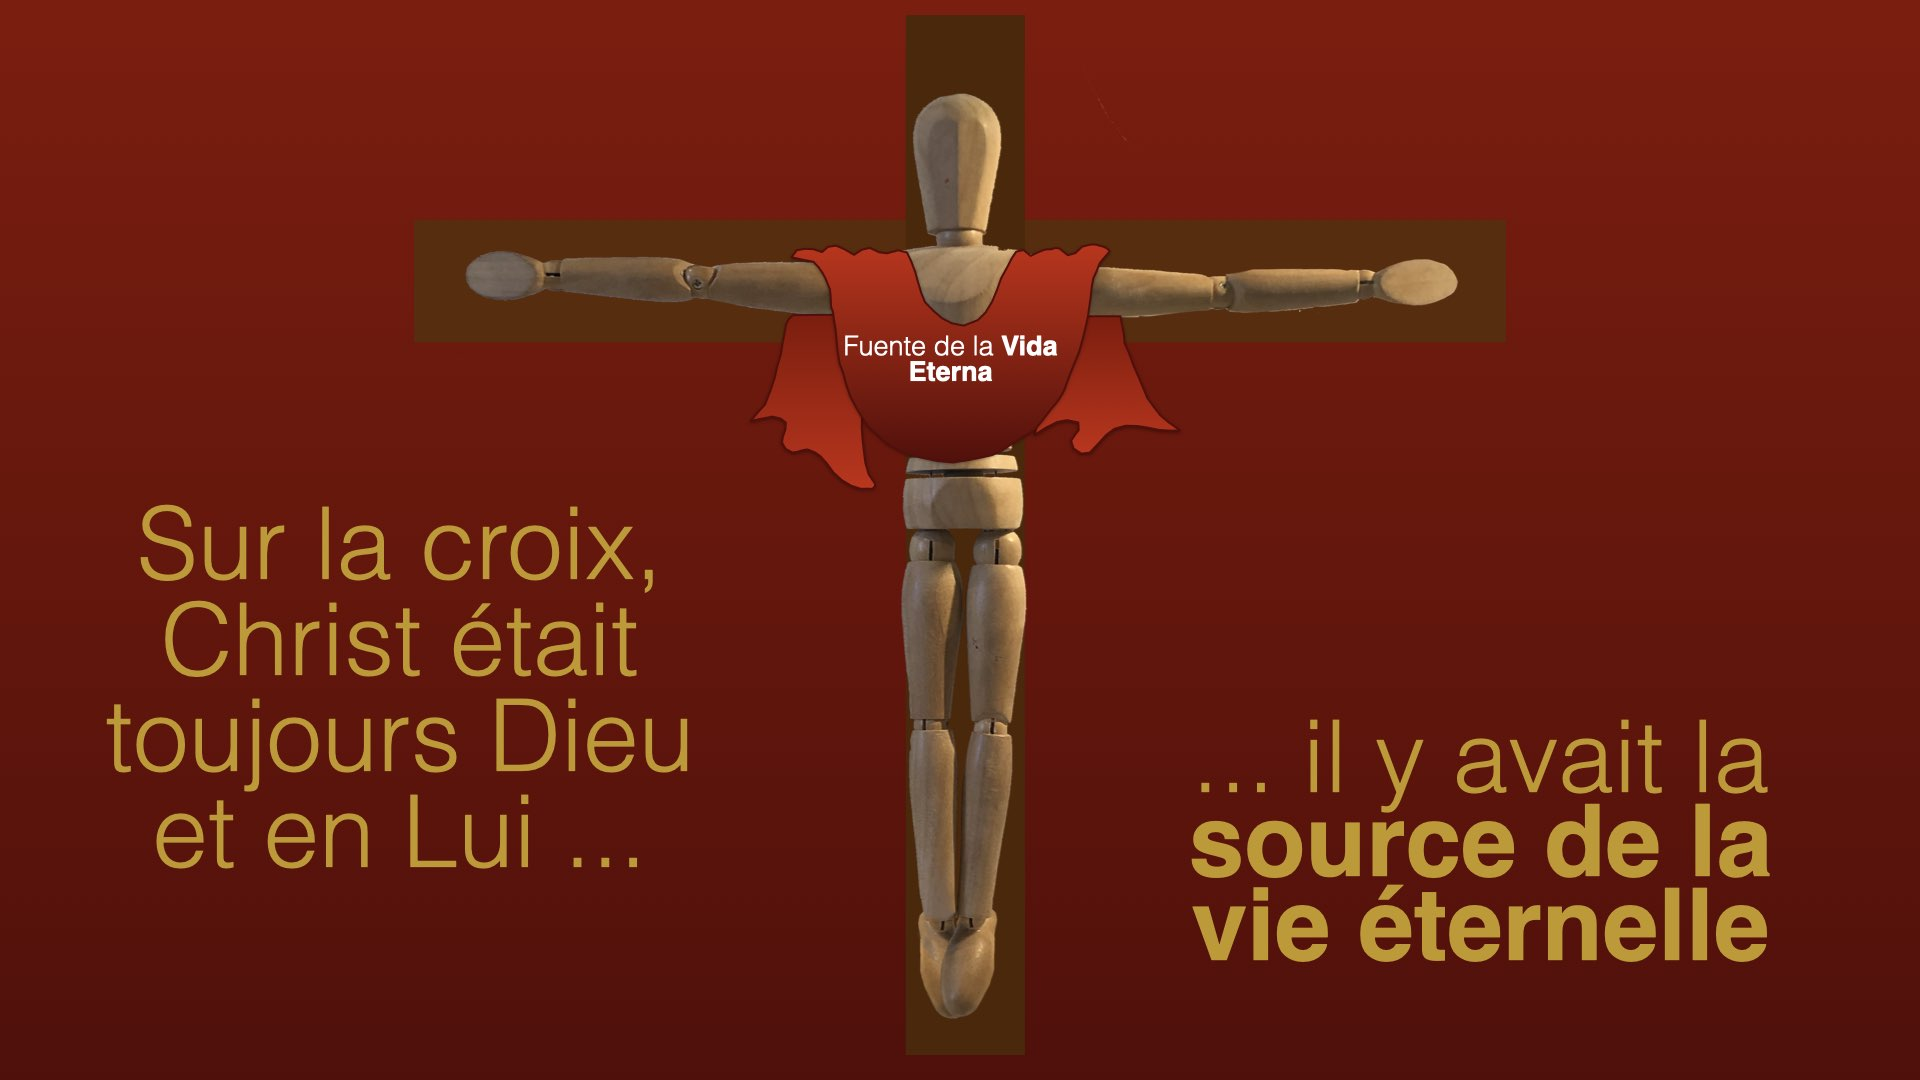 Fuente de la Vida
Eterna
Sur la croix,
Christ était
toujours Dieu
et en Lui ...
... il y avait la
source de la
vie éternelle